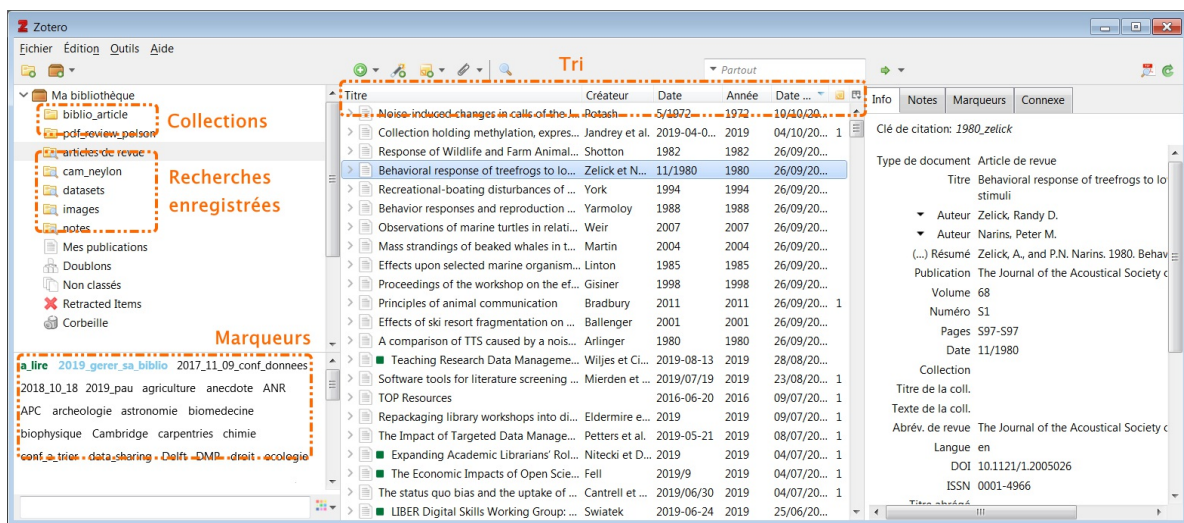 Zotero
Fichier Édition Outils Aide
Tri
Partout
Ma bibliothèque
biblio_article
pdf_review_polson
Collections
articles de revue
cam_neylon
datasets
images
notes
Recherches
enregistrées
Mes publications
Doublons
Non classés
Retracted Items
Corbeille
Marqueurs
a_lire 2019_gerer_sa_biblio 2017_11_09_conf_donnees
2018_10_18 2019_pau agriculture anecdote ANR
APC archeologie astronomie biomedecine
biophysique Cambridge carpentries chimie
conf_a_trier data_sharing Delft DMP droit ecologie
Titre Créateur Date Année Date ...
Noise-induced changes in calls of the J... Potash 5/1972 1972 10/10/20...
Collection holding methylation, expres... Jandrey et al. 2019-04-0... 2019 04/10/20... 1
Response of Wildlife and Farm Animal... Shotton 1982 1982 26/09/20...
Behavioral response of treefrogs to lo... Zelick et N... 11/1980 1980 26/09/20...
Recreational-boating disturbances of ... York 1994 1994 26/09/20...
Behavior responses and reproduction ... Yarmoloy 1988 1988 26/09/20...
Observations of marine turtles in relati... Weir 2007 2007 26/09/20...
Mass strandings of beaked whales in t... Martin 2004 2004 26/09/20...
Effects upon selected marine organism... Linton 1985 1985 26/09/20...
Proceedings of the workshop on the ef... Gisiner 1998 1998 26/09/20...
Principles of animal communication Bradbury 2011 2011 26/09/20... 1
Effects of ski resort fragmentation on ... Ballenger 2001 2001 26/09/20...
A comparison of TTS caused by a nois... Arlinger 1980 1980 26/09/20...
Teaching Research Data Manageme... Wiljes et Ci... 2019-08-13 2019 28/08/20...
Software tools for literature screening ... Mierden et ... 2019/07/19 2019 23/08/20... 1
TOP Resources 2016-06-20 2016 09/07/20... 1
Repackaging library workshops into di... Eldermire e... 2019 2019 09/07/20... 1
The Impact of Targeted Data Manage... Petters et al. 2019-05-21 2019 08/07/20... 1
Expanding Academic Librarians' Rol... Nitecki et D... 2019 2019 04/07/20... 1
The Economic Impacts of Open Scie... Fell 2019/9 2019 04/07/20... 1
The status quo bias and the uptake of ... Cantrell et ... 2019/06/30 2019 04/07/20... 1
LIBER Digital Skills Working Group: ... Swiatek 2019-06-24 2019 25/06/20...
Info Notes Marqueurs Connexe
Clé de citation: 1980_zelick
Type de document Article de revue
Titre Behavioral response of treefrogs to lo
stimuli
Auteur Zelick, Randy D.
Auteur Narins, Peter M.
(...) Résumé Zelick, A., and P.N. Narins. 1980. Behav
Publication The Journal of the Acoustical Society
Volume 68
Numéro S1
Pages S97-S97
Date 11/1980
Collection
Titre de la coll.
Texte de la coll.
Abrév. de revue The Journal of the Acoustical Society
Langue en
DOI 10.1121/1.2005026
ISSN 0001-4966
Titre abrégé